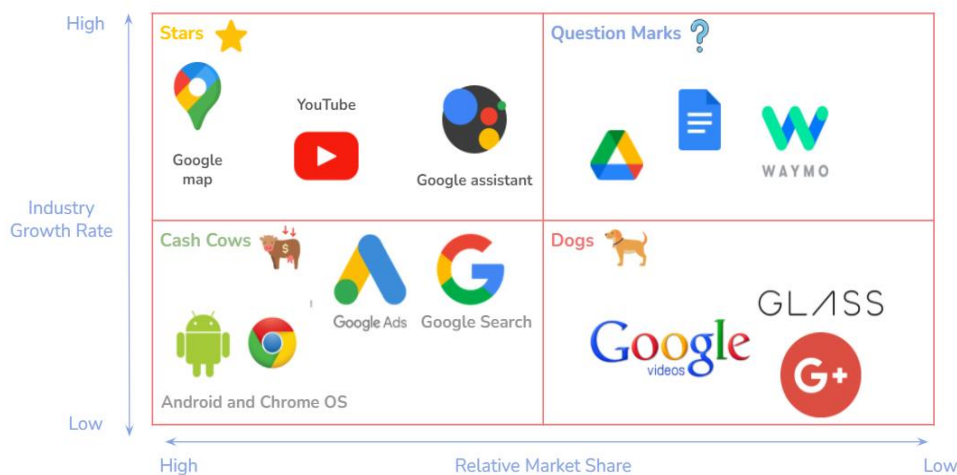 High
Stars
Question Marks
YouTube
Google
map
Google assistant
WAYMO
Industry
Growth Rate
Cash Cows
$
Dogs
Google Ads
Google Search
GLASS
Google
videos
G+
Android and Chrome OS
Low
High
Relative Market Share
Low